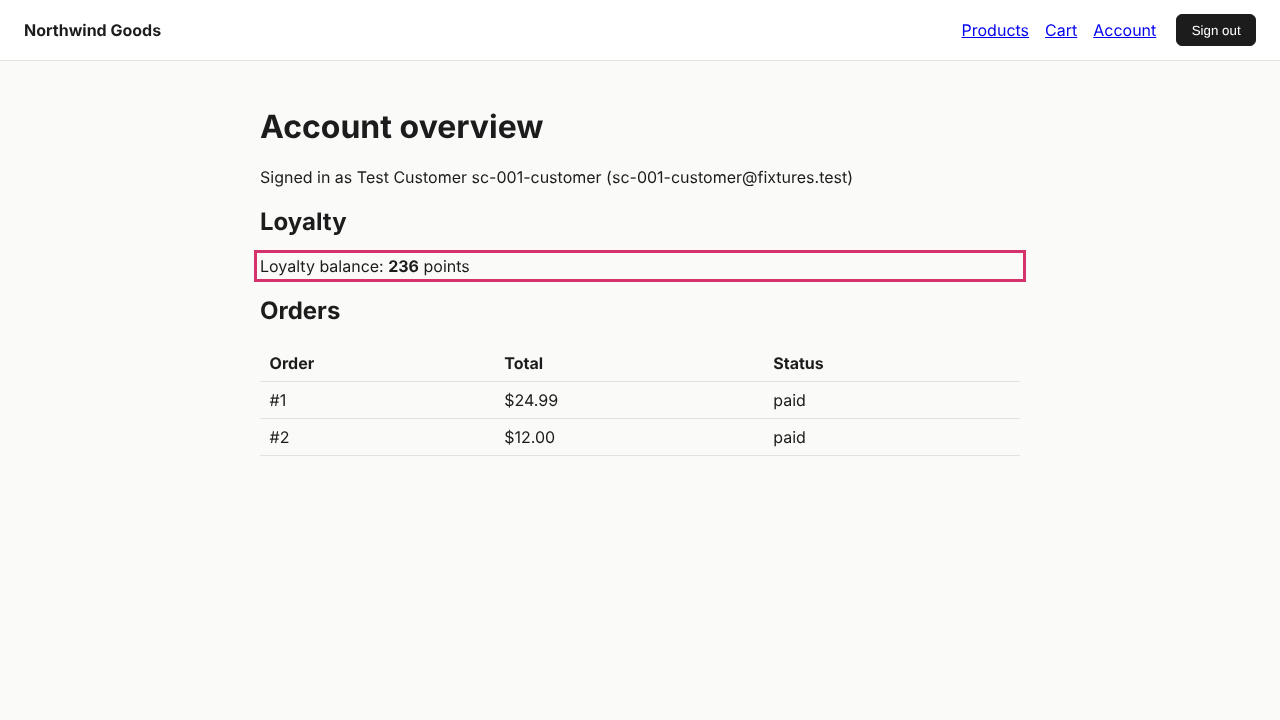 Northwind Goods
Products Cart Account Sign out
Account overview
Signed in as Test Customer sc-001-customer (sc-001-customer@fixtures.test)
Loyalty
Loyalty balance: 236 points
Orders
Order Total Status
#1 $24.99 paid
#2 $12.00 paid